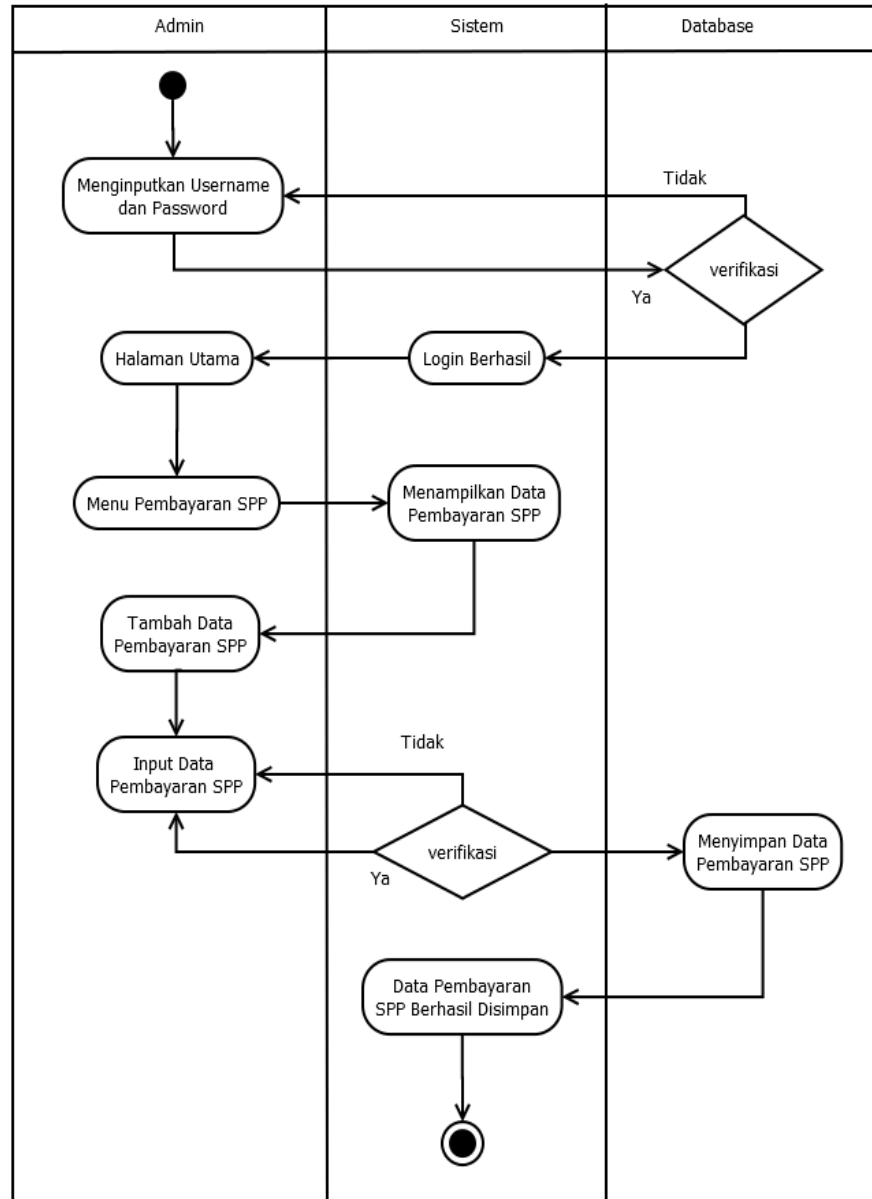 Admin
Sistem
Database
Menginputkan Username
dan Password
Tidak
verifikasi
Ya
Halaman Utama
Login Berhasil
Menu Pembayaran SPP
Menampilkan Data
Pembayaran SPP
Tambah Data
Pembayaran SPP
Input Data
Pembayaran SPP
Tidak
verifikasi
Ya
Menyimpan Data
Pembayaran SPP
Data Pembayaran
SPP Berhasil Disimpan